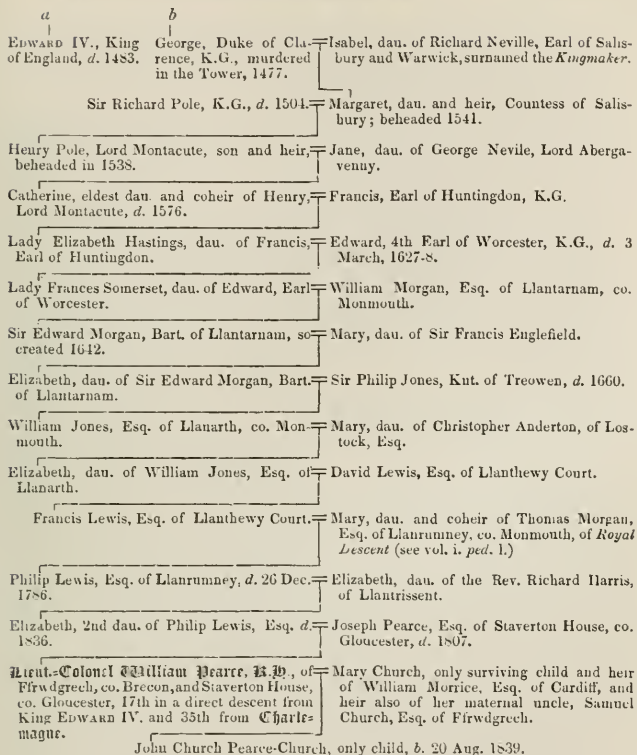 a b
EDWARD IV., King
of England, d. 1483.
George, Duke of Cla-
rence, K.G., murdered
in the Tower, 1477.
Isabel, dau. of Richard Neville, Earl of Salis-
bury and Warwick, surnamed the Kingmaker.
Sir Richard Pole, K.G., d. 1504.
Margaret, dau. and heir, Countess of Salis-
bury; beheaded 1541.
Henry Pole, Lord Montacute, son and heir,
beheaded in 1538.
Jane, dau. of George Nevile, Lord Aberga-
venny.
Catherine, eldest dau. and coheir of Henry,
Lord Montacute, d. 1576.
Francis, Earl of Huntingdon, K.G.
Lady Elizabeth Hastings, dau. of Francis,
Earl of Huntingdon.
Edward, 4th Earl of Worcester, K.G., d. 3
March, 1627-8.
Lady Frances Somerset, dau. of Edward, Earl
of Worcester.
William Morgan, Esq. of Llantarnam, co.
Monmouth.
Sir Edward Morgan, Bart. of Llantarnam, so
created 1642.
Mary, dau. of Sir Francis Englefield.
Elizabeth, dau. of Sir Edward Morgan, Bart.
of Llantarnam.
Sir Philip Jones, Knt. of Treowen, d. 1660.
William Jones, Esq. of Llanarth, co. Mon-
mouth.
Mary, dau. of Christopher Anderton, of Los-
tock, Esq.
Elizabeth, dau. of William Jones, Esq. of
Llanarth.
David Lewis, Esq. of Llanthewy Court.
Francis Lewis, Esq. of Llanthewy Court.
Mary, dau. and coheir of Thomas Morgan,
Esq. of Llanrumney, co. Monmouth, of Royal
Descent (see vol. i. ped. l.)
Philip Lewis, Esq. of Llanrumney, d. 26 Dec.
1786.
Elizabeth, dau. of the Rev. Richard Harris,
of Llantrissent.
Elizabeth, 2nd dau. of Philip Lewis, Esq. d.
1836.
Joseph Pearce, Esq. of Staverton House, co.
Gloucester, d. 1807.
Lieut.-Colonel William Pearce, K.H., of
Ffrwdgrech, co. Brecon, and Staverton House,
co. Gloucester, 17th in a direct descent from
King EDWARD IV. and 35th from Charle-
magne.
Mary Church, only surviving child and heir
of William Morrice, Esq. of Cardiff, and
heir also of her maternal uncle, Samuel
Church, Esq. of Ffrwdgrech.
John Church Pearce-Church, only child, b. 20 Aug. 1839.